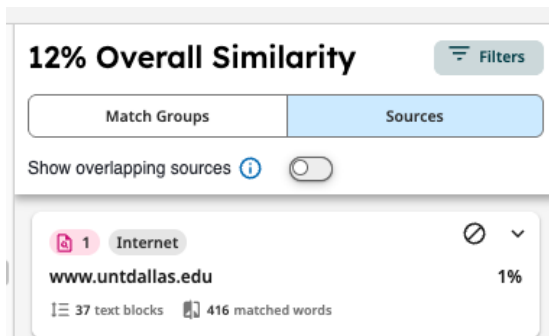 12% Overall Similarity
Filters
Match Groups
Sources
Show overlapping sources
1 Internet
www.untdallas.edu 1%
37 text blocks 416 matched words